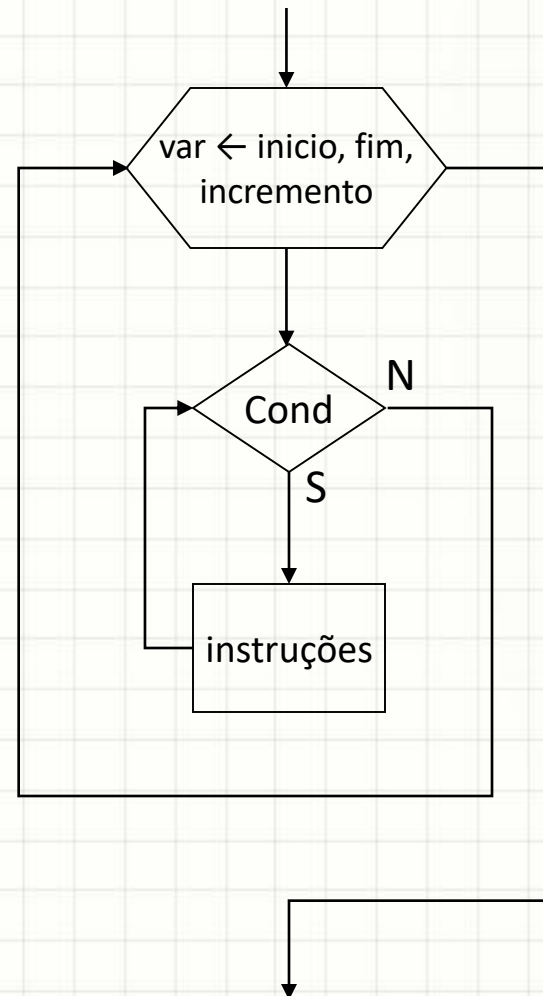 var ← inicio, fim,
incremento
Cond
N
S
instruções